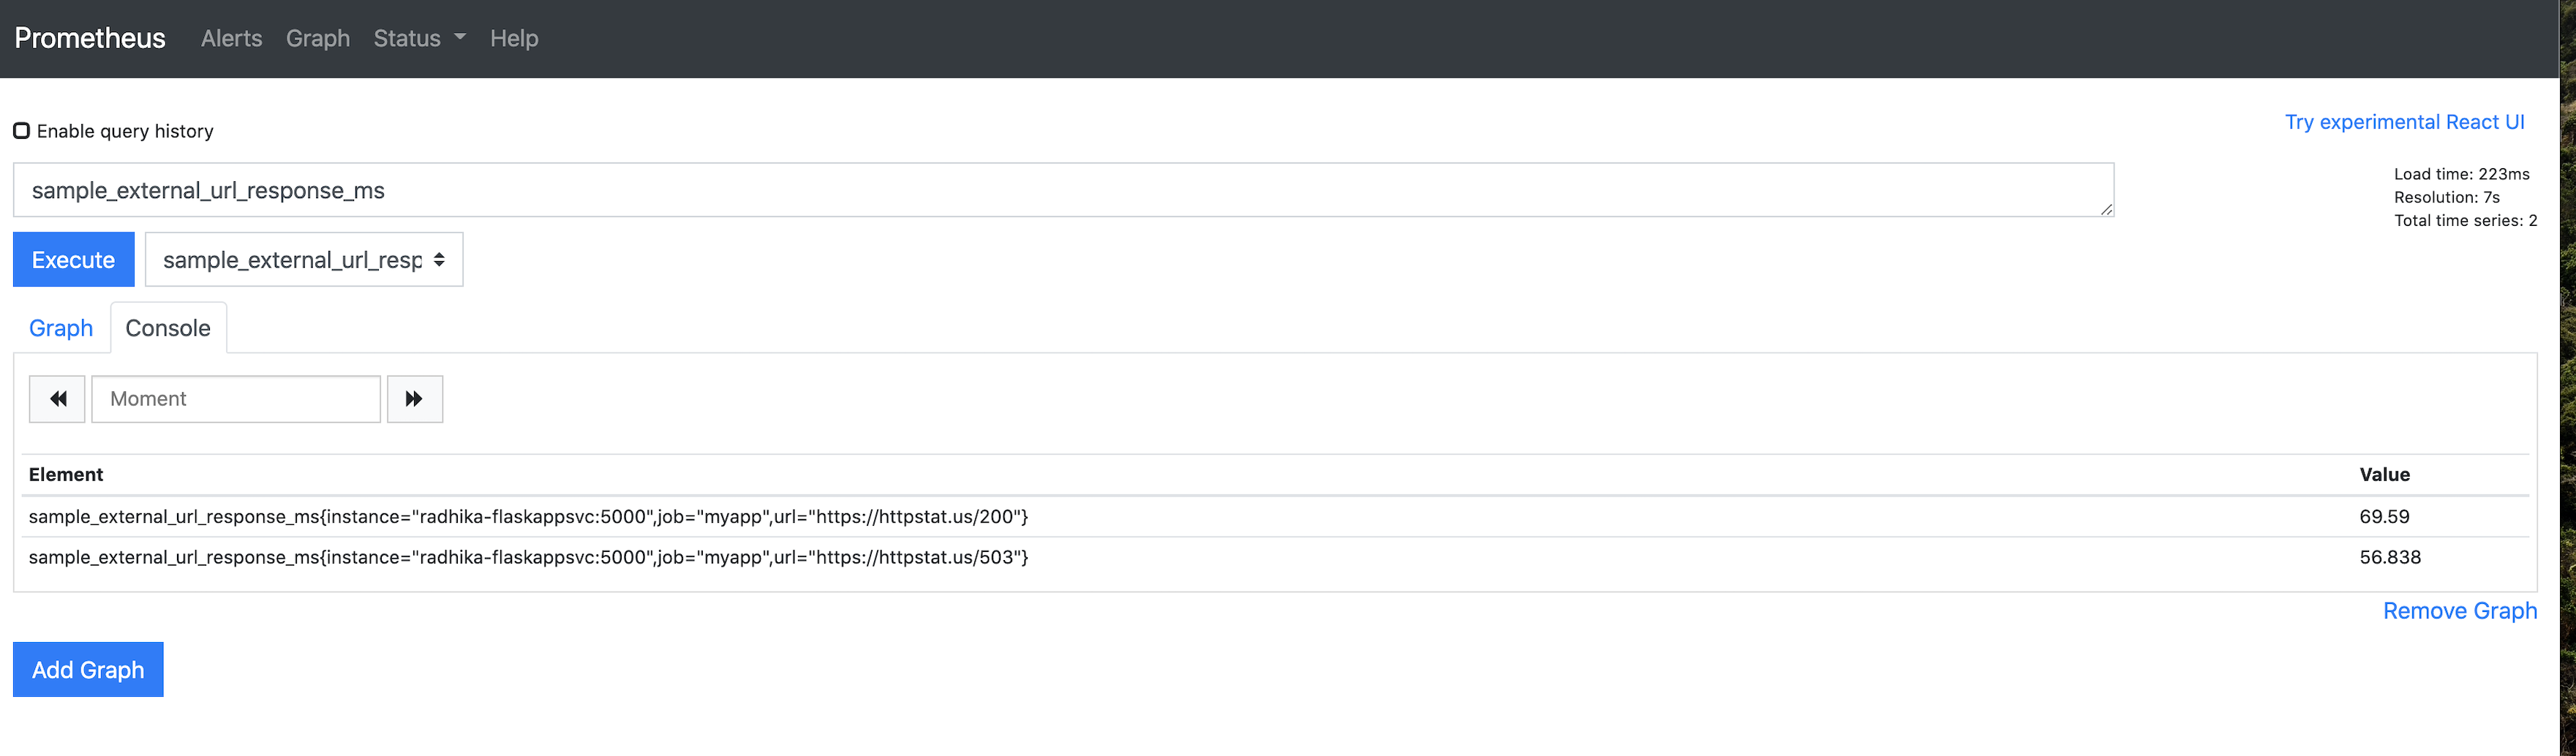 Prometheus Alerts Graph Status Help
Enable query history
Try experimental React UI
sample_external_url_response_ms
Load time: 223ms
Resolution: 7s
Total time series: 2
Execute
sample_external_url_resp
Graph
Console
Moment
Element Value
sample_external_url_response_ms{instance="radhika-flaskappsvc:5000",job="myapp",url="https://httpstat.us/200"} 69.59
sample_external_url_response_ms{instance="radhika-flaskappsvc:5000",job="myapp",url="https://httpstat.us/503"} 56.838
Remove Graph
Add Graph